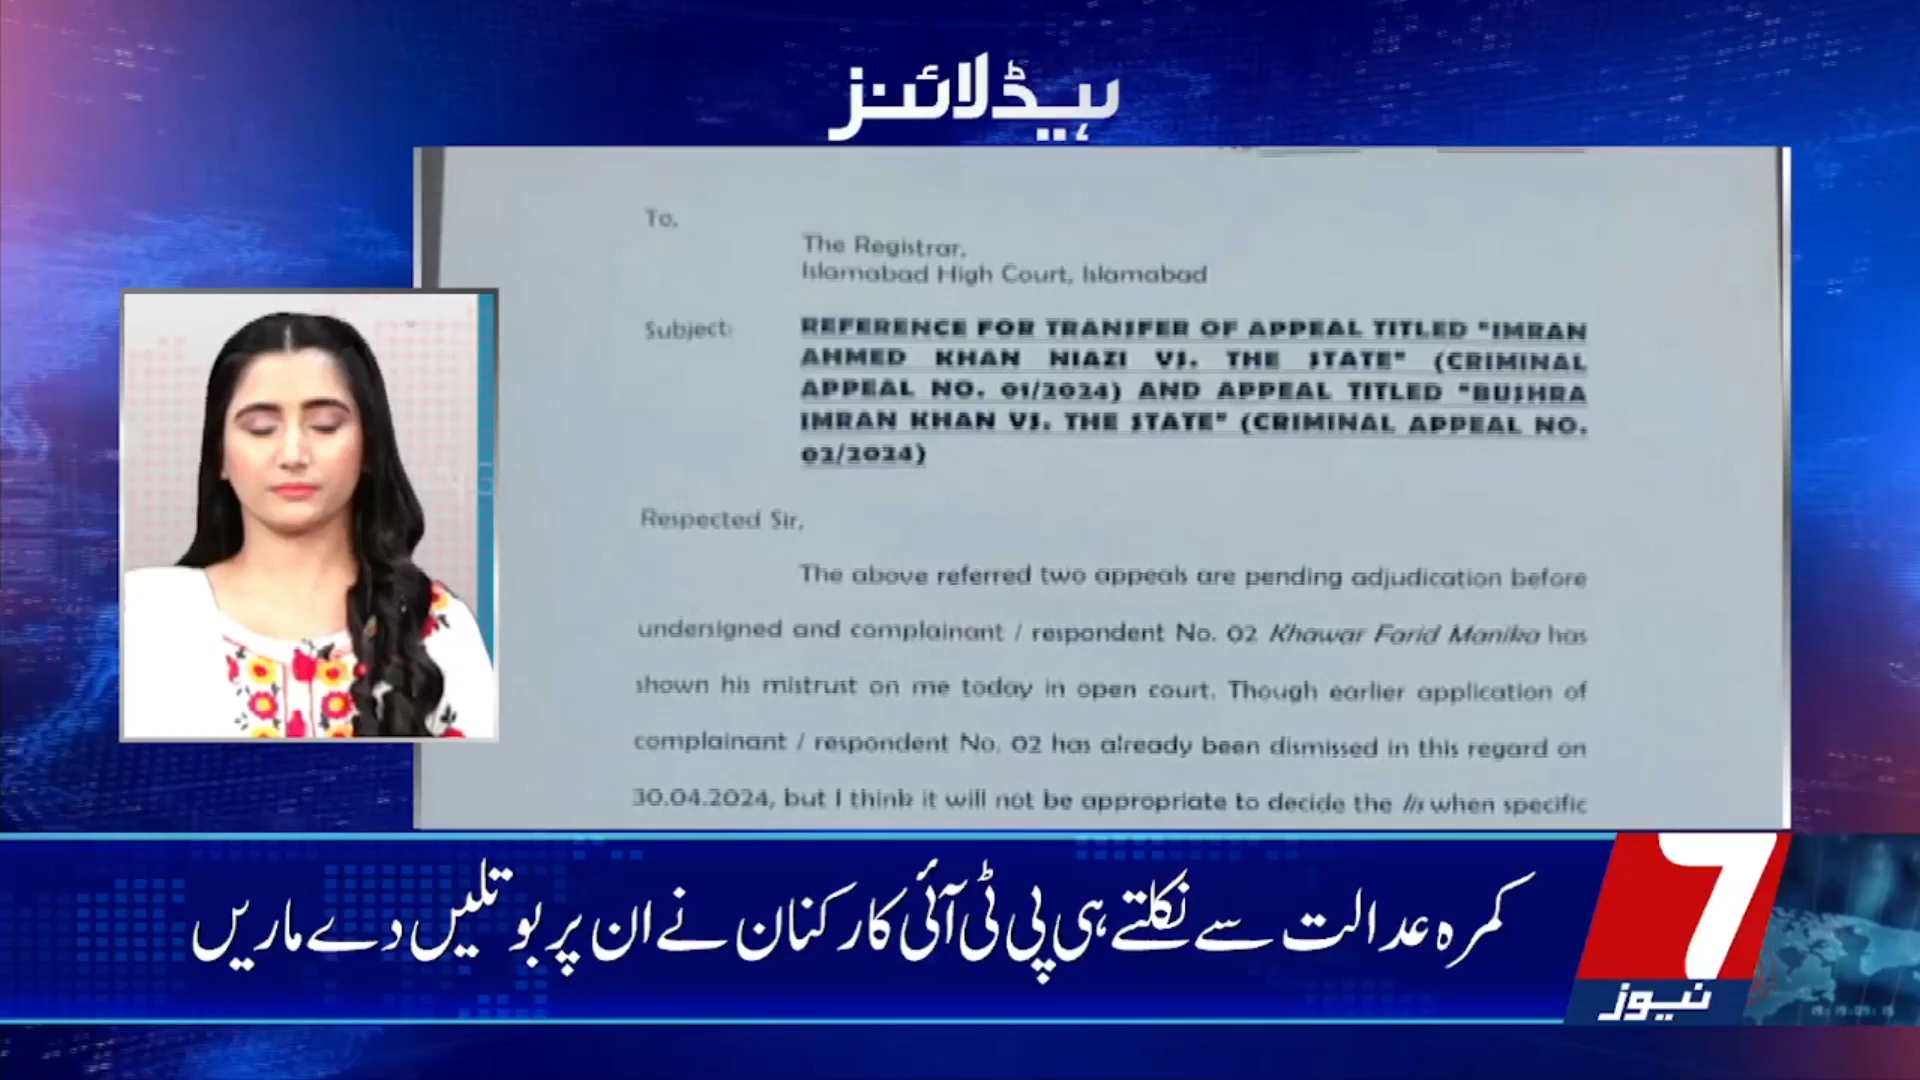 ہیڈلائنز
To,
The Registrar,
Islamabad High Court, Islamabad
Subject:
REFERENCE FOR TRANSFER OF APPEAL TITLED "IMRAN
AHMED KHAN NIAZI VS. THE STATE" (CRIMINAL
APPEAL NO. 01/2024) AND APPEAL TITLED "BUSHRA
IMRAN KHAN VS. THE STATE" (CRIMINAL APPEAL NO.
02/2024)
Respected Sir,
The above referred two appeals are pending adjudication before
undersigned and complainant / respondent No. 02 Khawar Farid Manika has
shown his mistrust on me today in open court. Though earlier application of
complainant / respondent No. 02 has already been dismissed in this regard on
30.04.2024, but I think it will not be appropriate to decide the lis when specific
کمرہ عدالت سے نکلتے ہی پی ٹی آئی کارکنان نے ان پر بوتلیں دے ماریں
7
نیوز